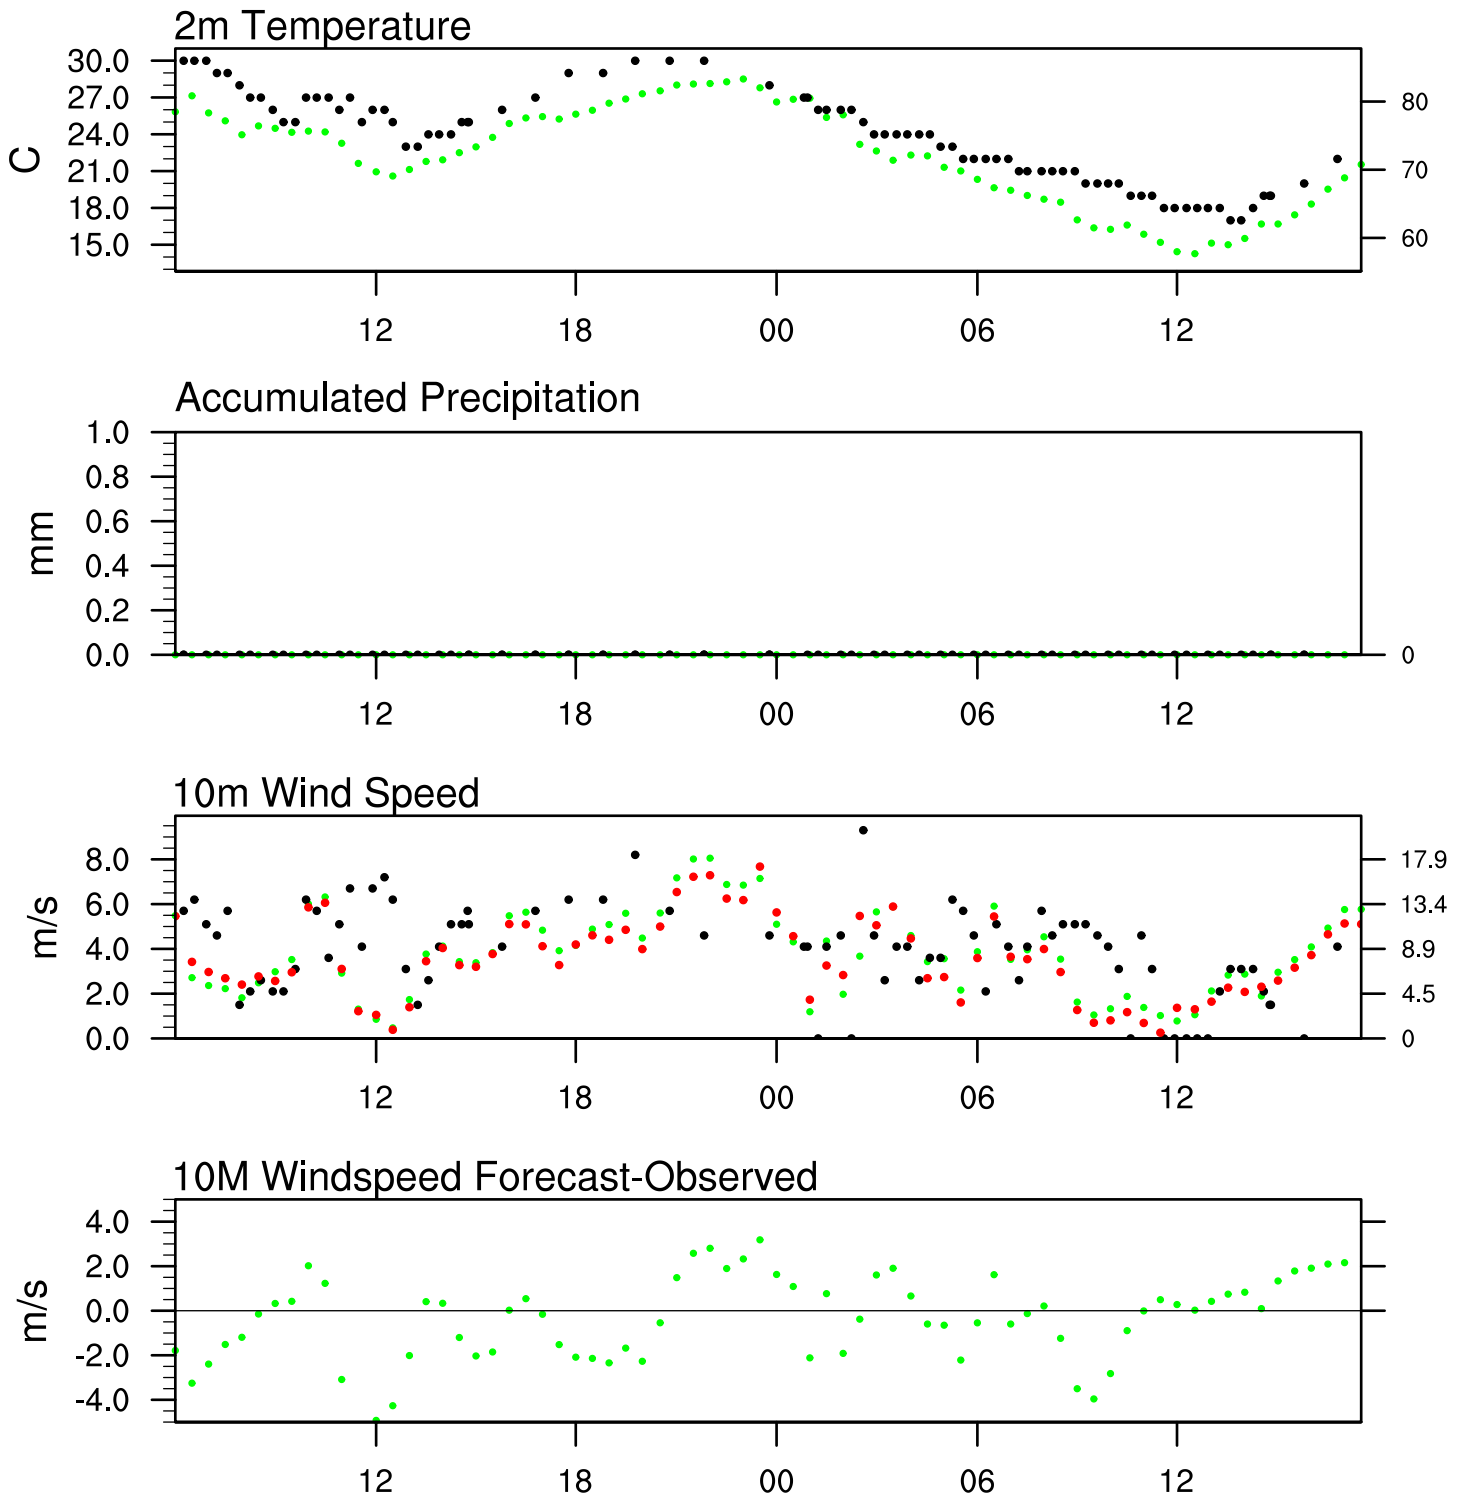 2m Temperature
30.0
27.0
24.0
21.0
18.0
15.0
C
80
70
60
12 18 00 06 12
Accumulated Precipitation
1.0
0.8
0.6
0.4
0.2
0.0
mm
0
12 18 00 06 12
10m Wind Speed
8.0
6.0
4.0
2.0
0.0
m/s
17.9
13.4
8.9
4.5
0
12 18 00 06 12
10M Windspeed Forecast-Observed
4.0
2.0
0.0
-2.0
-4.0
m/s
12 18 00 06 12